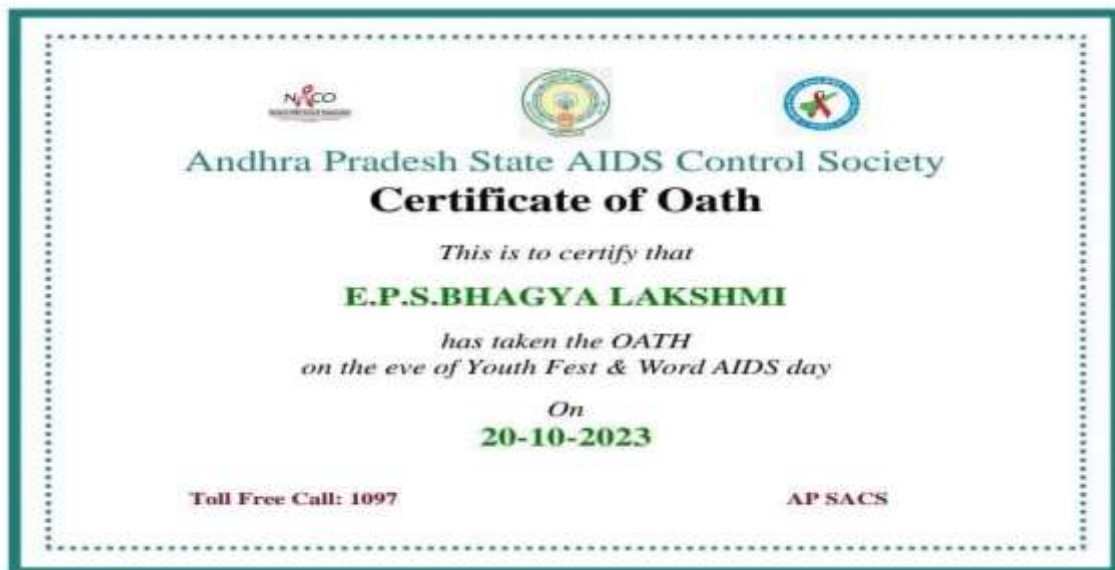 NACO
Andhra Pradesh State AIDS Control Society
Certificate of Oath
This is to certify that
E.P.S.BHAGYA LAKSHMI
has taken the OATH
on the eve of Youth Fest & Word AIDS day
On
20-10-2023
Toll Free Call: 1097
AP SACS